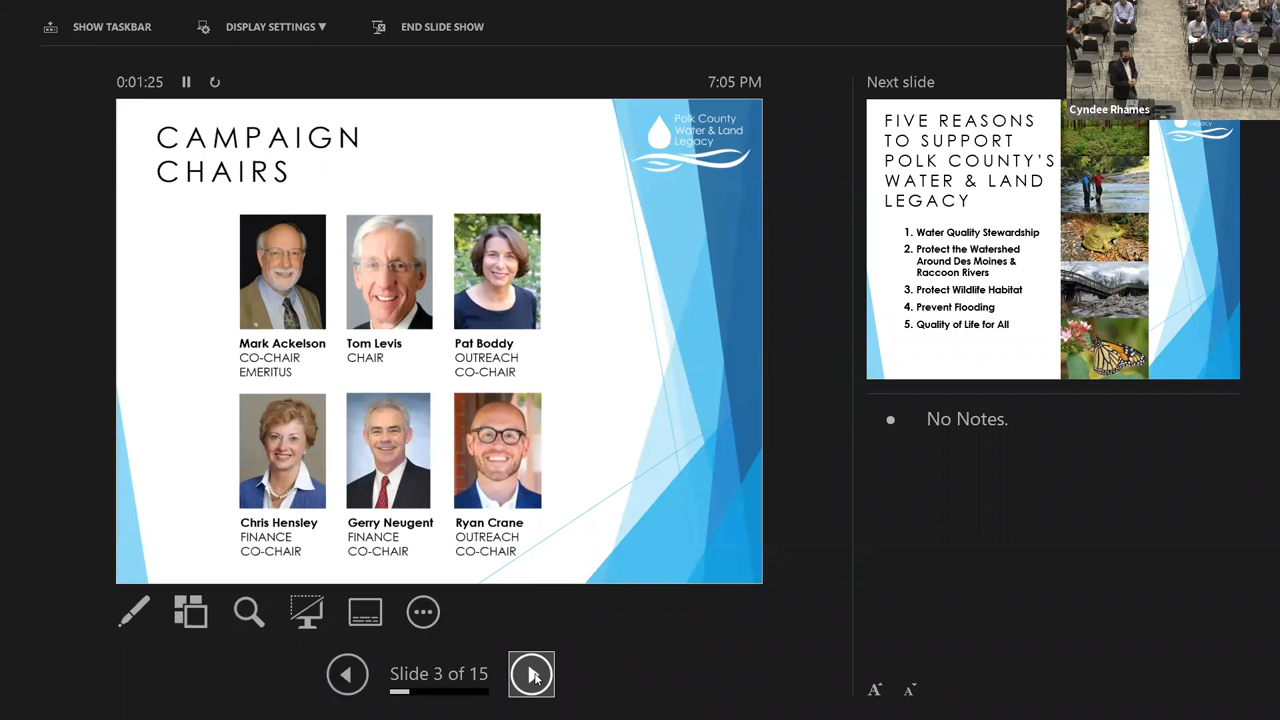 SHOW TASKBAR
DISPLAY SETTINGS ▼
END SLIDE SHOW
0:01:25
7:05 PM
Next slide
Cyndee Rhames
CAMPAIGN
CHAIRS
Polk County
Water & Land
Legacy
Mark Ackelson
CO-CHAIR
EMERITUS
Tom Levis
CHAIR
Pat Boddy
OUTREACH
CO-CHAIR
Chris Hensley
FINANCE
CO-CHAIR
Gerry Neugent
FINANCE
CO-CHAIR
Ryan Crane
OUTREACH
CO-CHAIR
FIVE REASONS
TO SUPPORT
POLK COUNTY'S
WATER & LAND
LEGACY
1. Water Quality Stewardship
2. Protect the Watershed
Around Des Moines &
Raccoon Rivers
3. Protect Wildlife Habitat
4. Prevent Flooding
5. Quality of Life for All
Legacy
No Notes.
Slide 3 of 15
A A